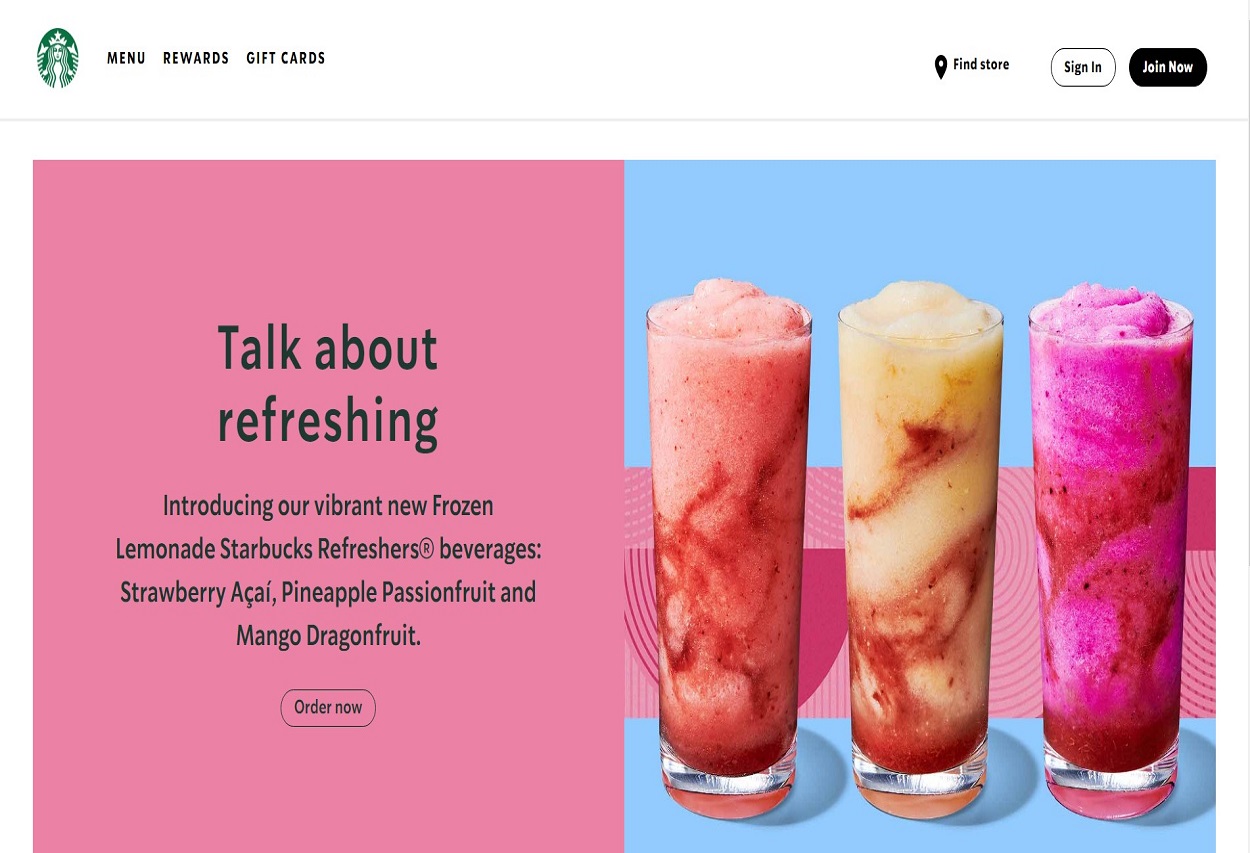 MENU REWARDS GIFT CARDS
Find store
Sign In
Join Now
Talk about
refreshing
Introducing our vibrant new Frozen
Lemonade Starbucks Refreshers® beverages:
Strawberry Açaí, Pineapple Passionfruit and
Mango Dragonfruit.
Order now